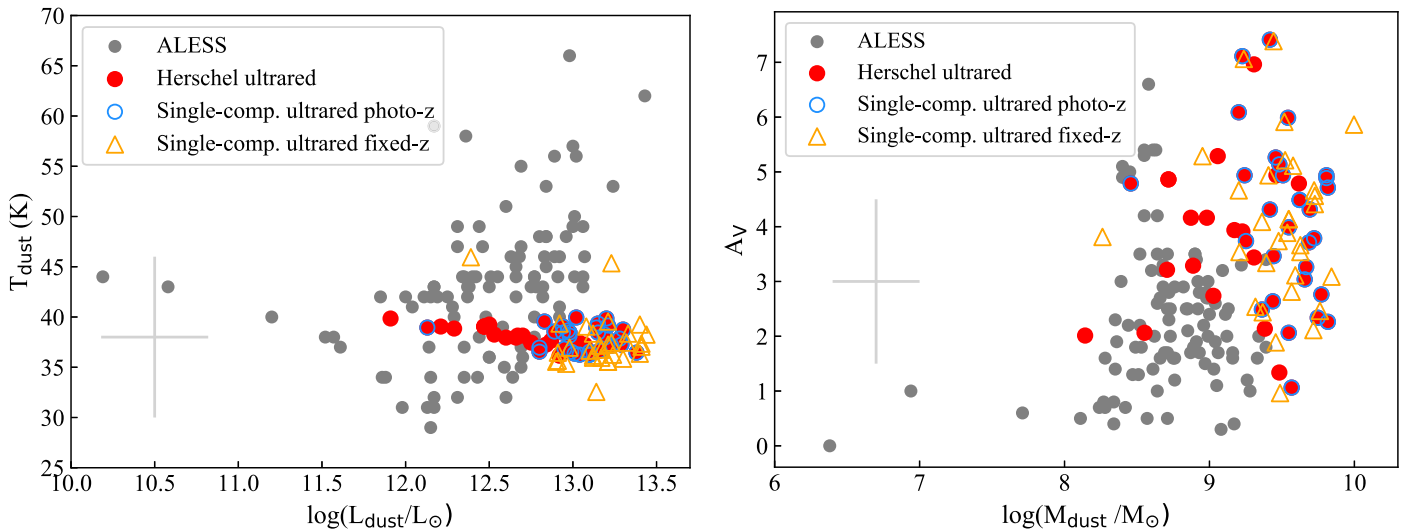 70
65
60
55
50
45
40
35
30
25
T_dust (K)
ALESS
Herschel ultrared
Single-comp. ultrared photo-z
Single-comp. ultrared fixed-z
10.0 10.5 11.0 11.5 12.0 12.5 13.0 13.5
log(L_dust/L_⊙)
7
6
5
4
3
2
1
0
A_V
ALESS
Herschel ultrared
Single-comp. ultrared photo-z
Single-comp. ultrared fixed-z
6 7 8 9 10
log(M_dust /M_⊙)